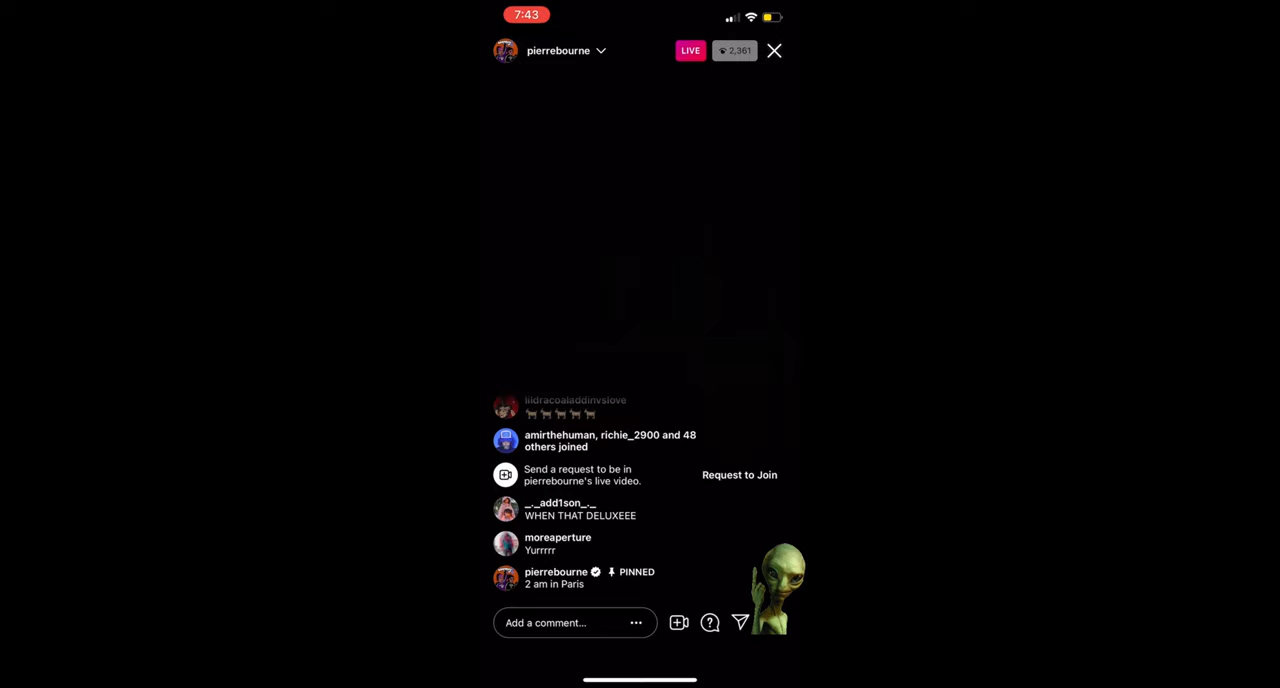 7:43
pierrebourne
LIVE
2,361
lildracoaladdinvslove
🐐🐐🐐🐐🐐
amirthehuman, richie_2900 and 48
others joined
Send a request to be in
pierrebourne's live video.
Request to Join
_._add1son_._
WHEN THAT DELUXEEE
moreaperture
Yurrrrr
pierrebourne PINNED
2 am in Paris
Add a comment...